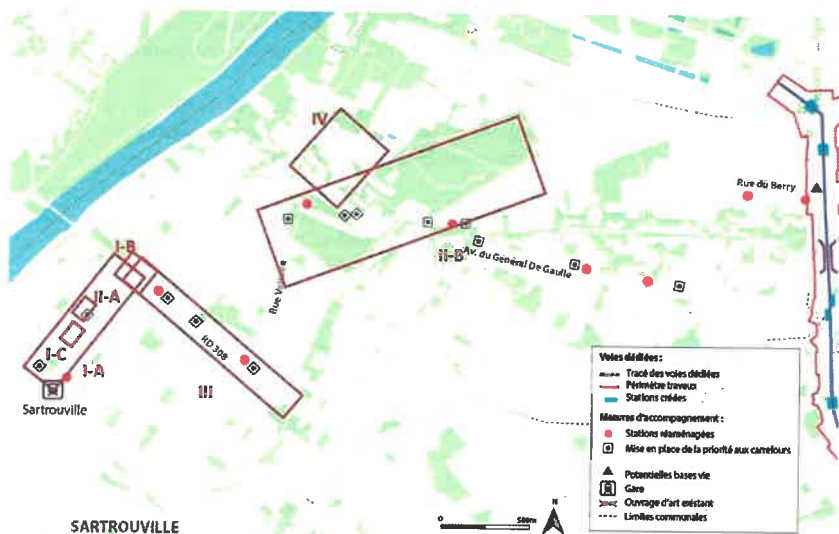 IV
Rue du Berry
I-B
II-B
Av. du Général De Gaulle
II-A
RD 308
I-C
I-A
Sartrouville
III
Voies dédiées :
Tracé des voies dédiées
Périmètre travaux
Stations créées
Mesures d'accompagnement :
Stations réaménagées
Mise en place de la priorité aux carrefours
Potentielles bases vie
Gare
Ouvrage d'art existant
Limites communales
SARTROUVILLE
0 500m
N